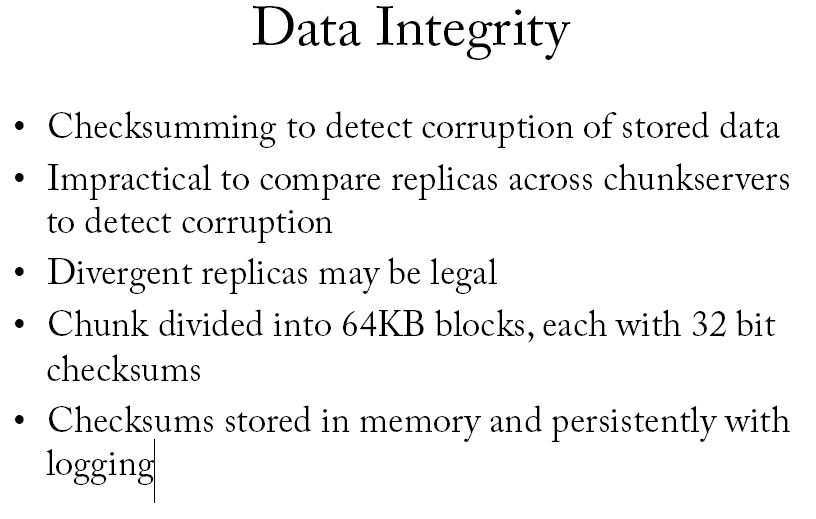 Data Integrity
• Checksumming to detect corruption of stored data
• Impractical to compare replicas across chunkservers
to detect corruption
• Divergent replicas may be legal
• Chunk divided into 64KB blocks, each with 32 bit
checksums
• Checksums stored in memory and persistently with
logging